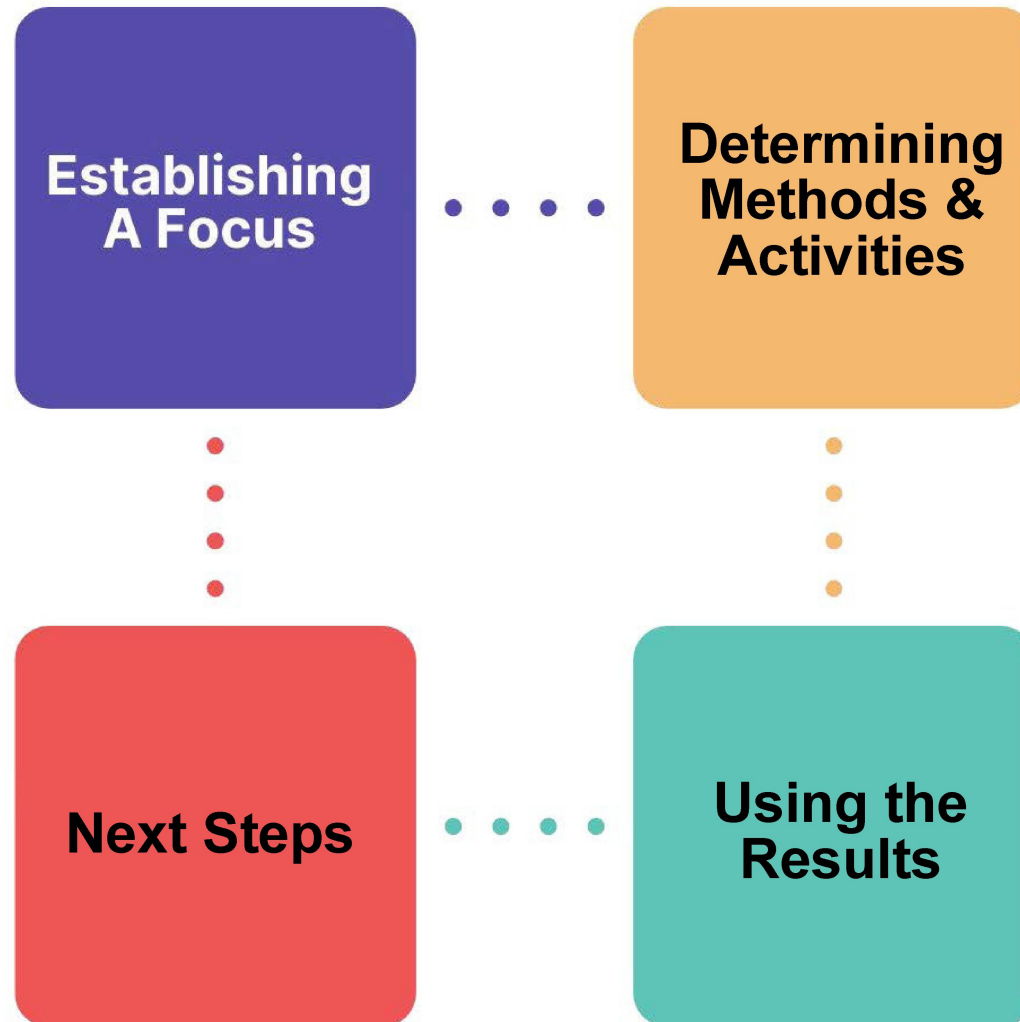 Establishing
A Focus
Determining
Methods &
Activities
Next Steps
Using the
Results